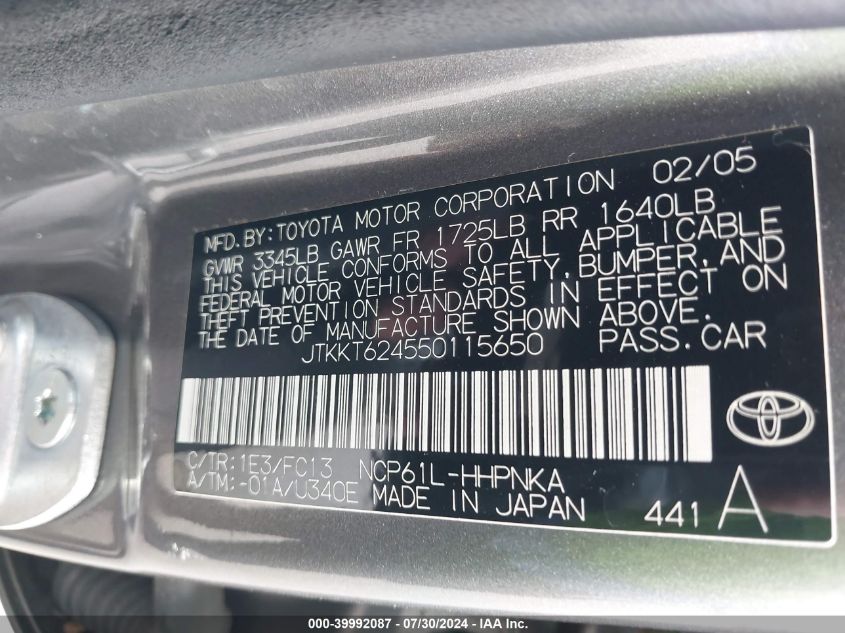 MFD. BY: TOYOTA MOTOR CORPORATION 02/05
GVWR 3345LB GAWR FR 1725LB RR 1640LB
THIS VEHICLE CONFORMS TO ALL APPLICABLE
FEDERAL MOTOR VEHICLE SAFETY, BUMPER, AND
THEFT PREVENTION STANDARDS IN EFFECT ON
THE DATE OF MANUFACTURE SHOWN ABOVE.
JTKKT624550115650 PASS. CAR
C/TR: 1E3/FC13 NCP61L-HHPNKA
A/TM: -01A/U340E MADE IN JAPAN 441 A
000-39992087 / 07/30/2024 - IAA Inc.